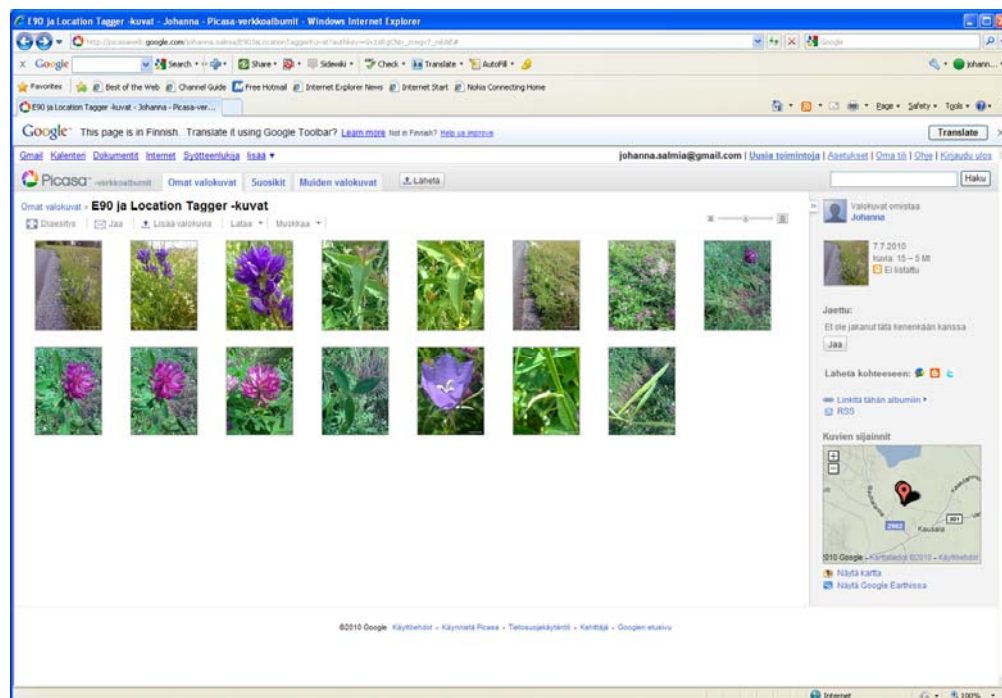 E90 ja Location Tagger -kuvat - Johanna - Picasa-verkkoalbumit - Windows Internet Explorer
Google
x Google Search Share Sidewiki Check Translate AutoFill johann...
Favorites Best of the Web Channel Guide Free Hotmail Internet Explorer News Internet Start Nokia Connecting Home
E90 ja Location Tagger -kuvat - Johanna - Picasa-ver... Page Safety Tools
Google This page is in Finnish. Translate it using Google Toolbar? Learn more Not in Finnish? Help us improve Translate
Gmail Kalenteri Dokumentit Internet Syötteenlukija lisää johanna.salmia@gmail.com | Uusia toimintoja | Asetukset | Oma tili | Ohje | Kirjaudu ulos
Picasa -verkkoalbumit Omat valokuvat Suosikit Muiden valokuvat Lähetä Haku
Omat valokuvat » E90 ja Location Tagger -kuvat
Diaesitys Jaa Lisää valokuvia Lataa Muokkaa
Valokuvat omistaa
Johanna
7.7.2010
kuvia: 15 – 5 Mt
Ei listattu
Jaettu:
Et ole jakanut tätä kenenkään kanssa
Jaa
Lähetä kohteeseen:
Linkitä tähän albumiin
RSS
Kuvien sijainnit
Kausala
Näytä kartta
Näytä Google Earthissa
©2010 Google Käyttöehdot - Käynnistä Picasa - Tietosuojakäytäntö - Kehittäjä - Googlen etusivu
Internet 100%